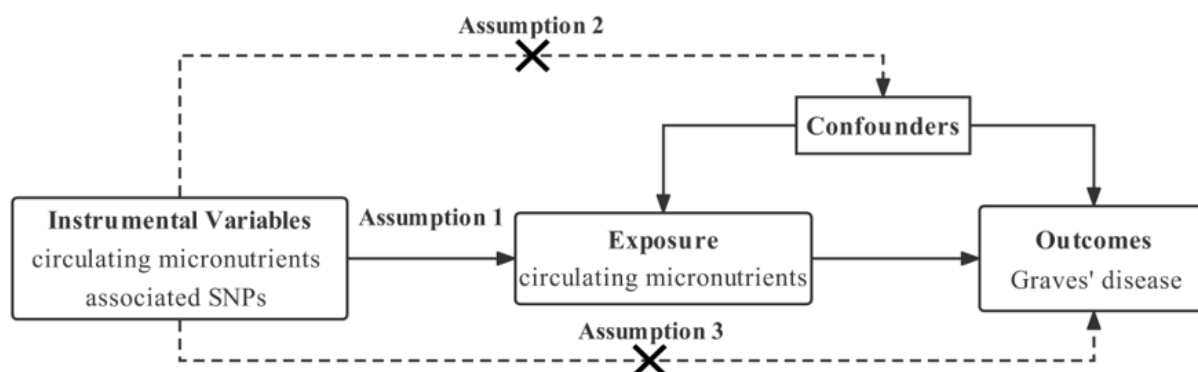 Assumption 2
Confounders
Instrumental Variables
circulating micronutrients
associated SNPs
Assumption 1
Exposure
circulating micronutrients
Outcomes
Graves' disease
Assumption 3